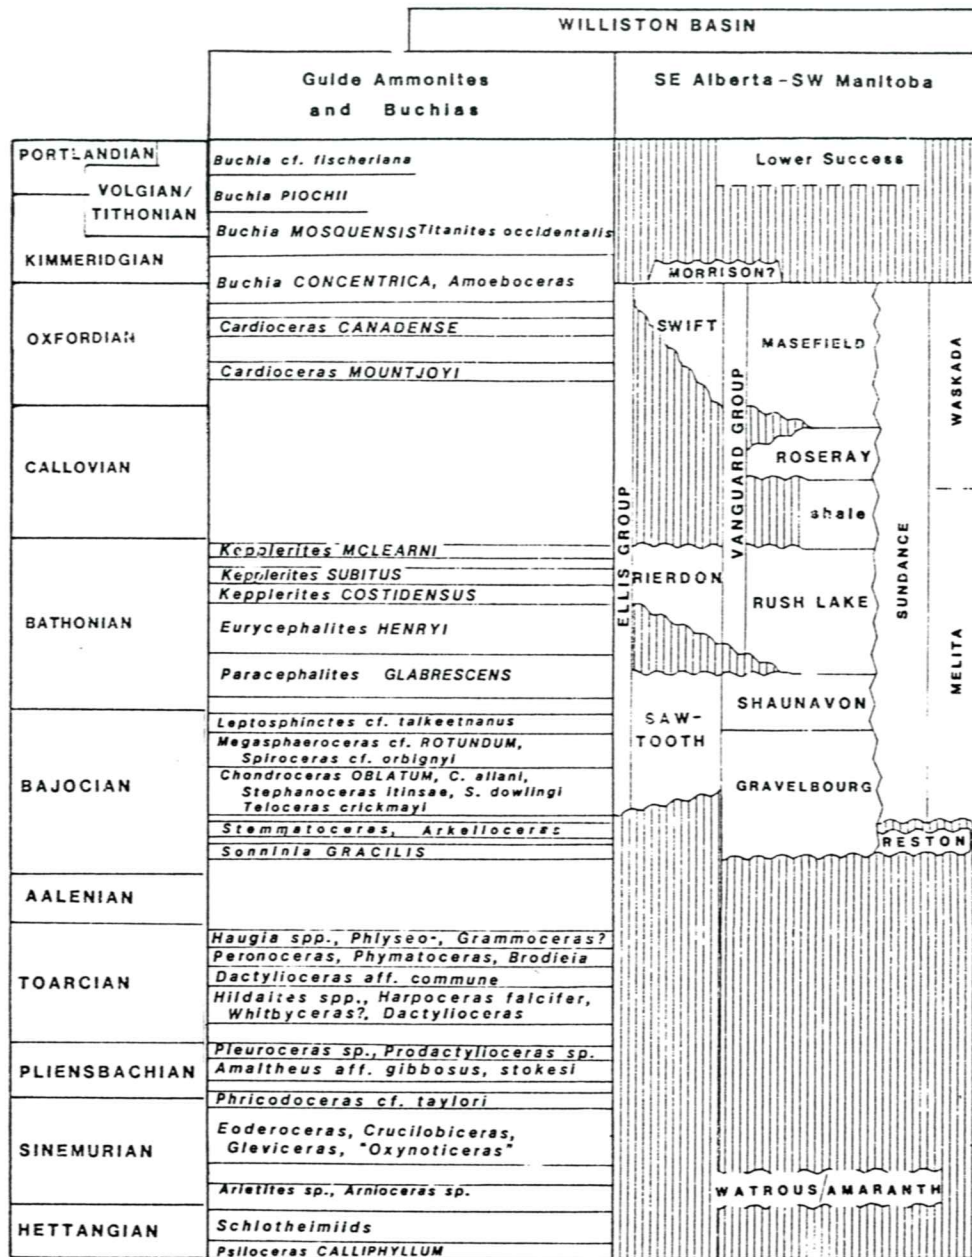 WILLISTON BASIN
Guide Ammonites
and Buchias
SE Alberta-SW Manitoba
PORTLANDIAN
VOLGIAN/
TITHONIAN
KIMMERIDGIAN
OXFORDIAN
CALLOVIAN
BATHONIAN
BAJOCIAN
AALENIAN
TOARCIAN
PLIENSBACHIAN
SINEMURIAN
HETTANGIAN
Buchia cf. fischeriana
Buchia PIOCHII
Buchia MOSQUENSIS Titanites occidentalis
Buchia CONCENTRICA, Amoeboceras
Cardioceras CANADENSE
Cardioceras MOUNTJOYI
Kepplerites MCLEARNI
Kepplerites SUBITUS
Kepplerites COSTIDENSUS
Eurycephalites HENRYI
Paracephalites GLABRESCENS
Leptosphinctes cf. talkeetnanus
Megasphaeroceras cf. ROTUNDUM,
Spiroceras cf. orbignyi
Chondroceras OBLATUM, C. allani,
Stephanoceras itinsae, S. dowlingi
Teloceras crickmayi
Stemmatoceras, Arkelloceras
Sonninia GRACILIS
Haugia spp., Phlyseo-, Grammoceras?
Peronoceras, Phymatoceras, Brodieia
Dactylioceras aff. commune
Hildaites spp., Harpoceras falcifer,
Whitbyceras?, Dactylioceras
Pleuroceras sp., Prodactylioceras sp.
Amaltheus aff. gibbosus, stokesi
Phricodoceras cf. taylori
Eoderoceras, Crucilobiceras,
Gleviceras, "Oxynoticeras"
Arietites sp., Arnioceras sp.
Schlotheimiids
Psiloceras CALLIPHYLLUM
Lower Success
MORRISON?
ELLIS GROUP
SWIFT
RIERDON
SAW-
TOOTH
VANGUARD GROUP
MASEFIELD
ROSERAY
shale
RUSH LAKE
SHAUNAVON
GRAVELBOURG
SUNDANCE
WASKADA
MELITA
RESTON
WATROUS/AMARANTH